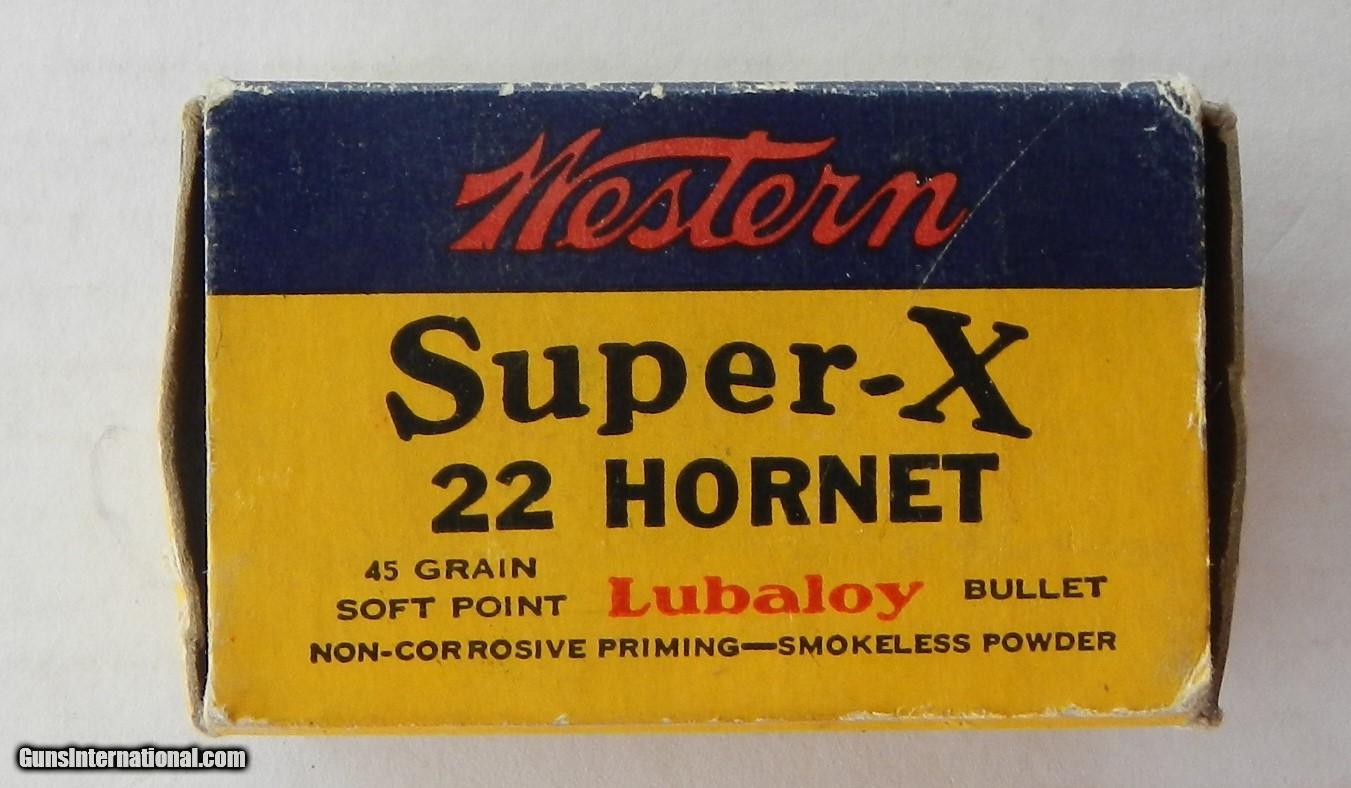 Western
Super-X
22 HORNET
45 GRAIN
SOFT POINT Lubaloy BULLET
NON-CORROSIVE PRIMING—SMOKELESS POWDER
GunsInternational.com